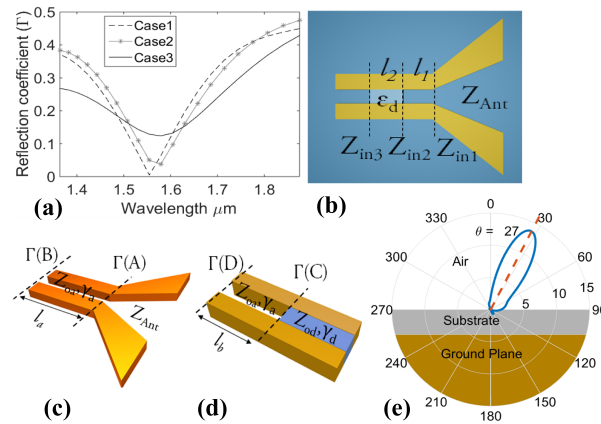 Reflection coefficient (Γ)
0.5
0.4
0.3
0.2
0.1
0
Case1
Case2
Case3
1.4 1.5 1.6 1.7 1.8
Wavelength μm
(a)
l2 l1
εd
ZAnt
Zin3 Zin2 Zin1
(b)
Γ(B)
Γ(A)
Zoa,γa
ZAnt
la
(c)
Γ(D)
Γ(C)
Zoa,γa
Zod,γd
lb
(d)
0
330 30
θ = 27
300 60
Air
15
10
5
270 90
Substrate
Ground Plane
240 120
210 150
180
(e)